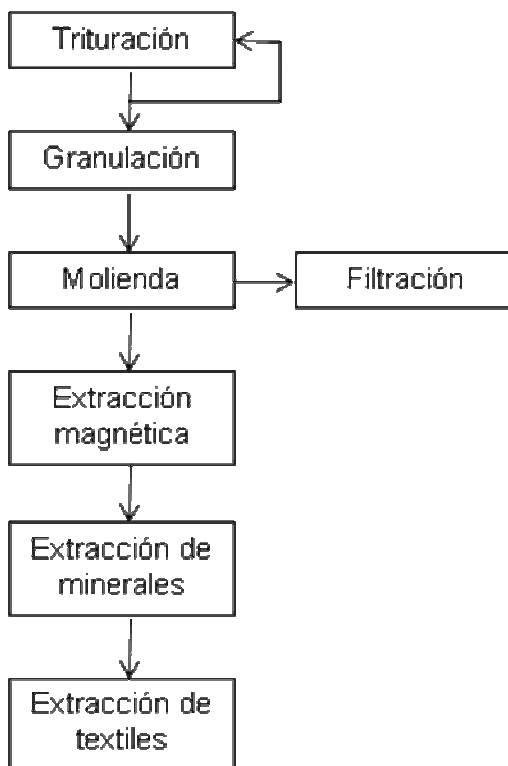 Trituración
Granulación
Molienda
Filtración
Extracción
magnética
Extracción de
minerales
Extracción de
textiles